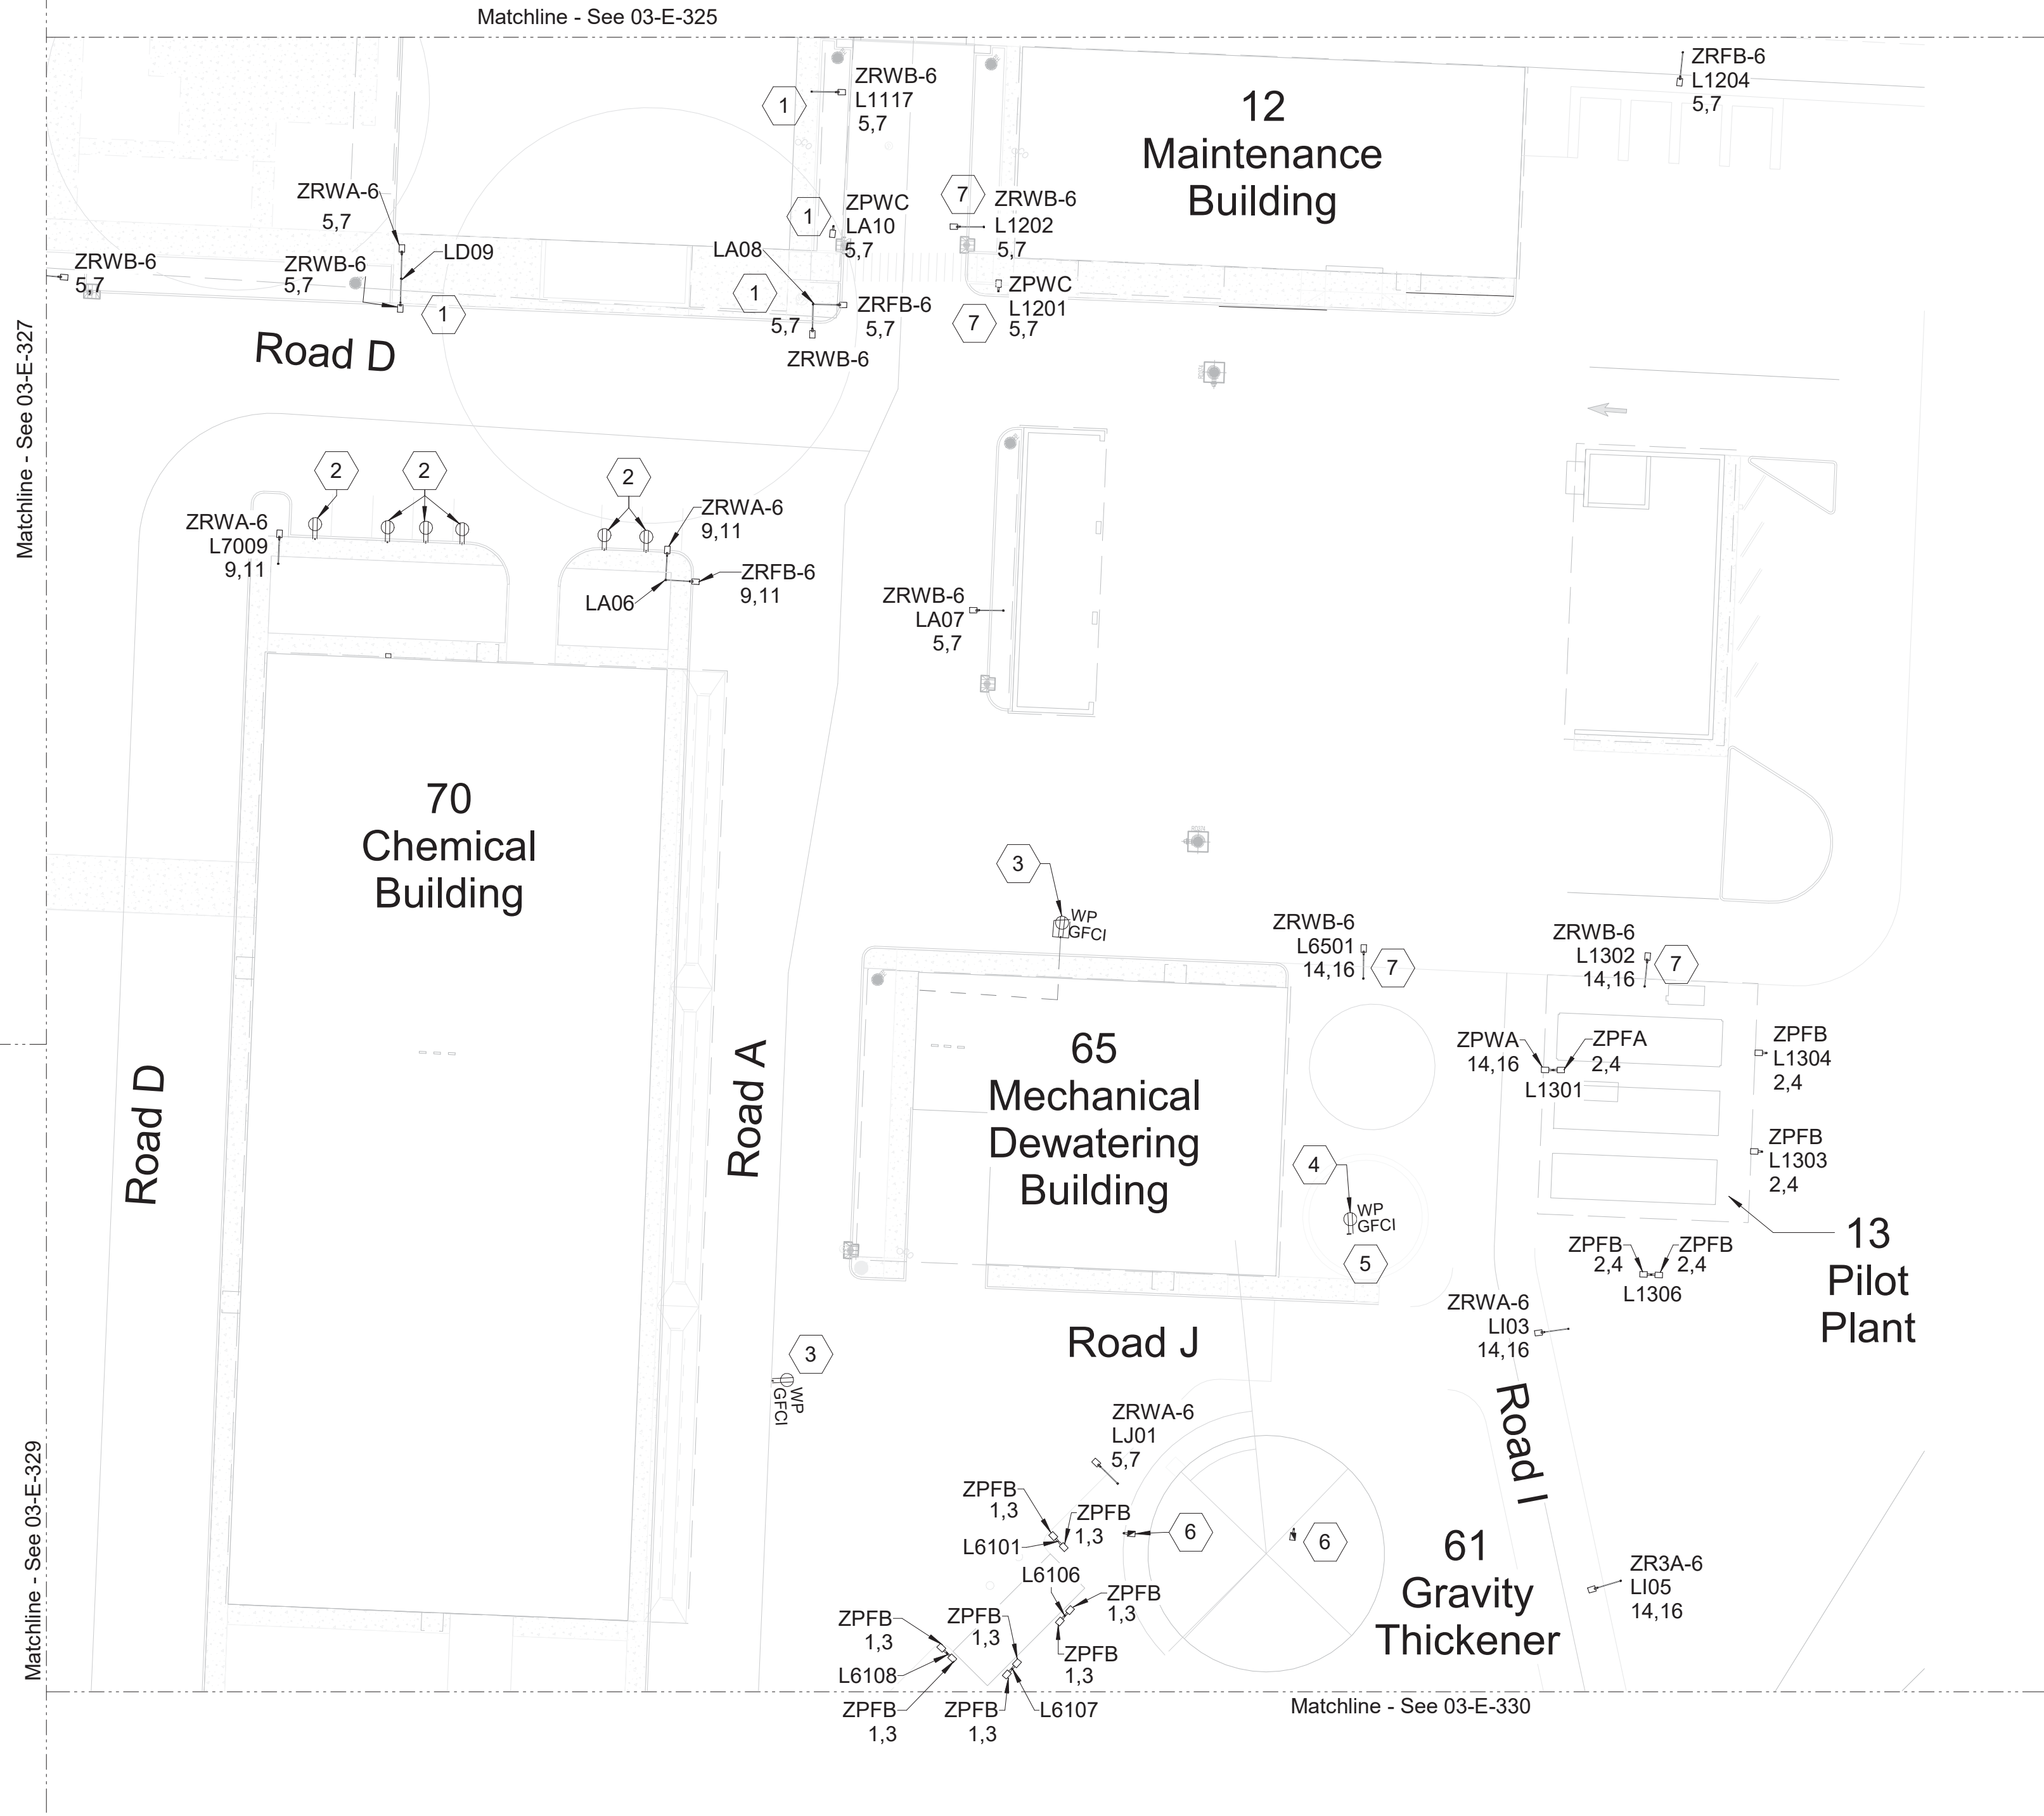 Matchline - See 03-E-325
ZRWB-6
L1117
5,7
1
12
Maintenance
Building
ZRFB-6
L1204
5,7
ZRWA-6
5,7
1
ZPWC
LA10
5,7
7
ZRWB-6
L1202
5,7
ZRWB-6
5,7
ZRWB-6
5,7
LD09
1
LA08
1
5,7
ZRFB-6
5,7
ZRWB-6
ZPWC
L1201
5,7
7
Matchline - See 03-E-327
Road D
2
2
2
ZRWA-6
L7009
9,11
ZRWA-6
9,11
ZRFB-6
9,11
LA06
ZRWB-6
LA07
5,7
70
Chemical
Building
3
WP
GFCI
ZRWB-6
L6501
14,16
7
ZRWB-6
L1302
14,16
7
Road D
Road A
65
Mechanical
Dewatering
Building
ZPWA
14,16
ZPFA
2,4
L1301
ZPFB
L1304
2,4
ZPFB
L1303
2,4
4
WP
GFCI
5
13
Pilot
Plant
ZPFB
2,4
ZPFB
2,4
L1306
ZRWA-6
LI03
14,16
Road J
3
WP
GFCI
Road I
ZRWA-6
LJ01
5,7
Matchline - See 03-E-329
ZPFB
1,3
ZPFB
1,3
L6101
6
6
61
Gravity
Thickener
ZR3A-6
LI05
14,16
L6106
ZPFB
1,3
ZPFB
1,3
ZPFB
1,3
ZPFB
1,3
L6108
ZPFB
1,3
ZPFB
1,3
L6107
Matchline - See 03-E-330